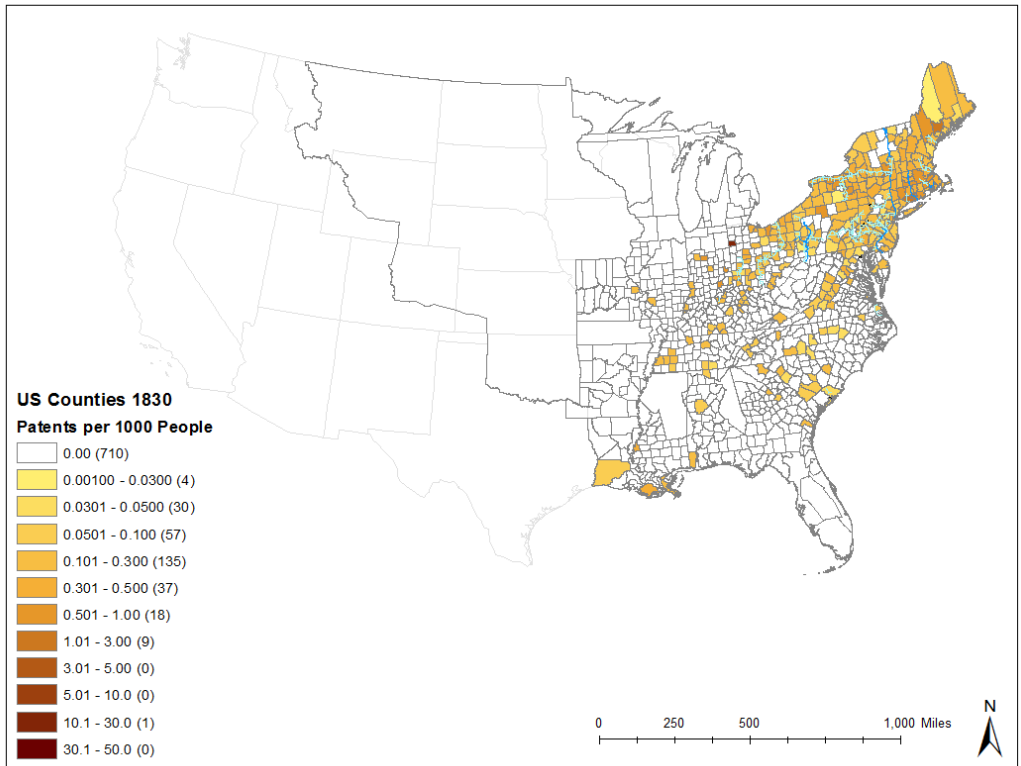 US Counties 1830
Patents per 1000 People
0.00 (710)
0.00100 - 0.0300 (4)
0.0301 - 0.0500 (30)
0.0501 - 0.100 (57)
0.101 - 0.300 (135)
0.301 - 0.500 (37)
0.501 - 1.00 (18)
1.01 - 3.00 (9)
3.01 - 5.00 (0)
5.01 - 10.0 (0)
10.1 - 30.0 (1)
30.1 - 50.0 (0)
0 250 500 1,000 Miles
N